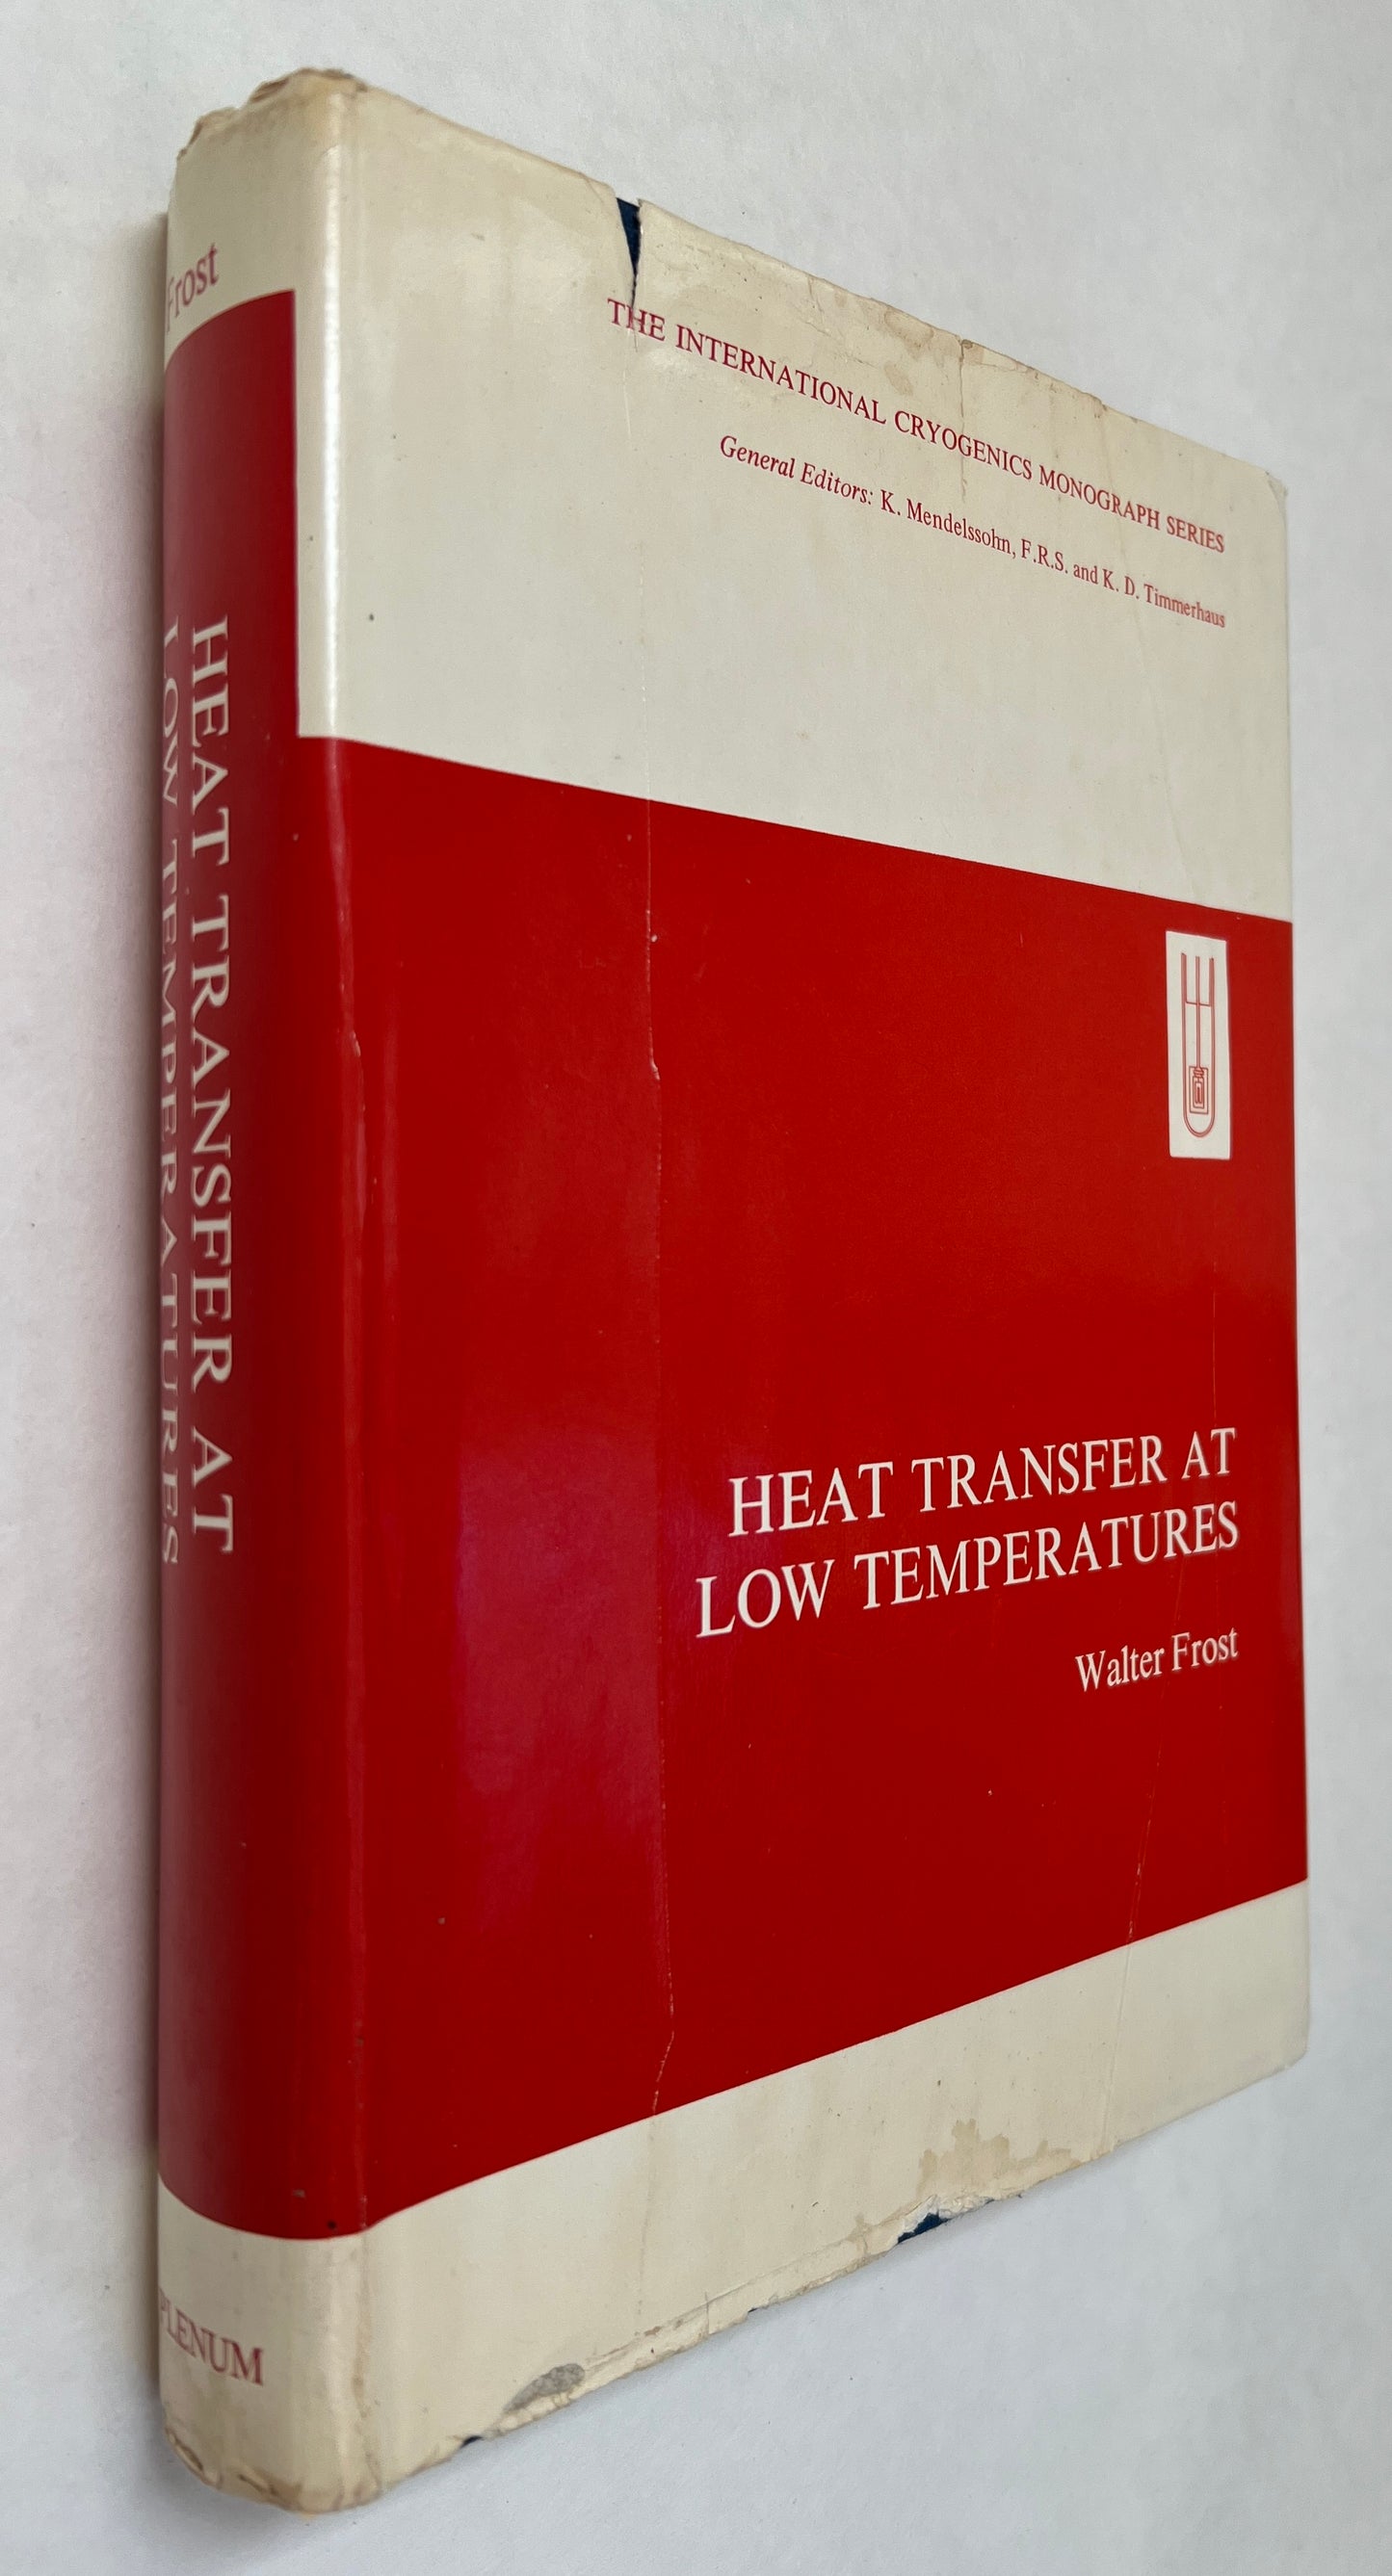 Frost
HEAT TRANSFER AT
LOW TEMPERATURES
PLENUM
THE INTERNATIONAL CRYOGENICS MONOGRAPH SERIES
General Editors: K. Mendelssohn, F.R.S. and K. D. Timmerhaus
HEAT TRANSFER AT
LOW TEMPERATURES
Walter Frost